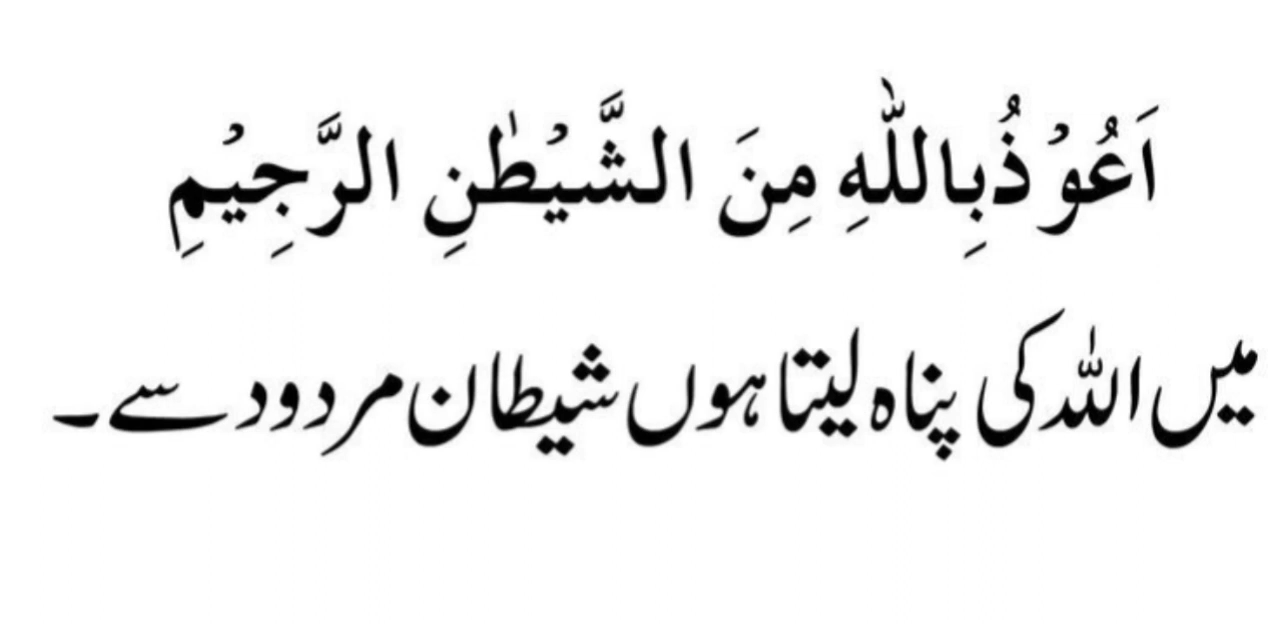 اَعُوْذُبِاللّٰهِ مِنَ الشَّيْطٰنِ الرَّجِيْمِ
میں اللہ کی پناہ لیتا ہوں شیطان مردود سے۔